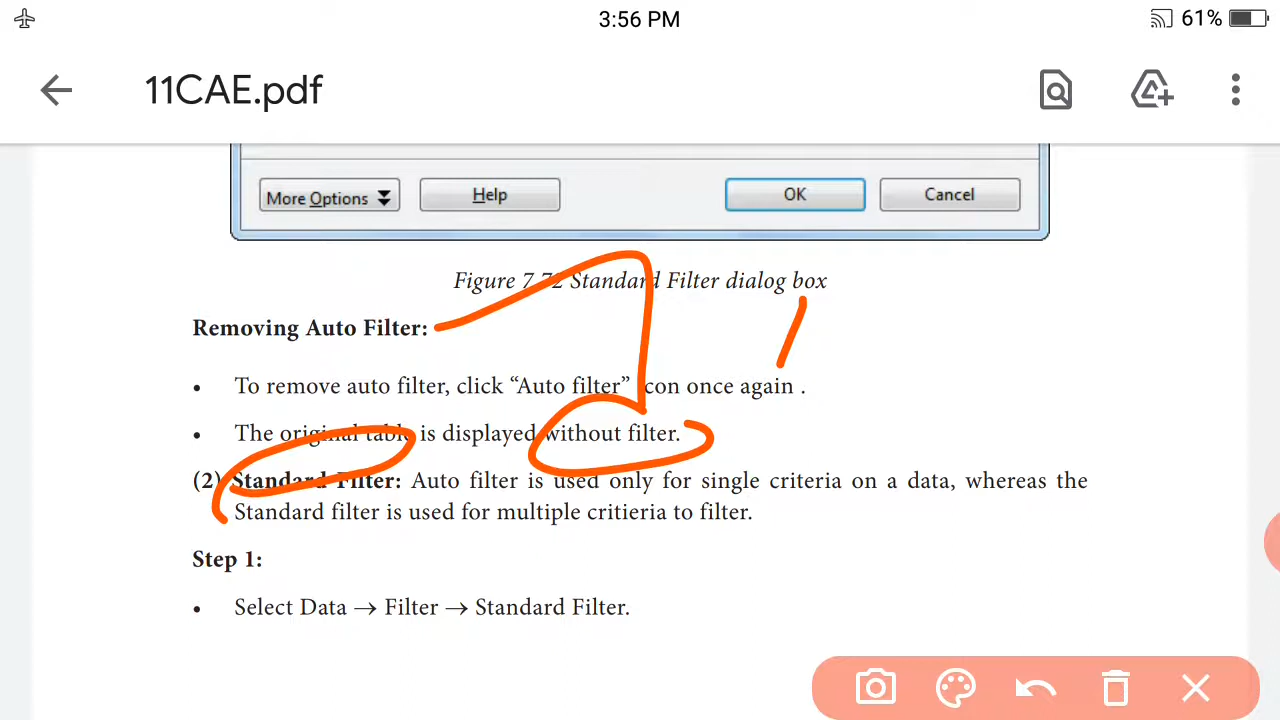 3:56 PM
61%
11CAE.pdf
More Options
Help
OK
Cancel
Figure 7.72 Standard Filter dialog box
Removing Auto Filter:
• To remove auto filter, click “Auto filter” icon once again .
• The original table is displayed without filter.
(2) Standard Filter: Auto filter is used only for single criteria on a data, whereas the
Standard filter is used for multiple critieria to filter.
Step 1:
• Select Data → Filter → Standard Filter.